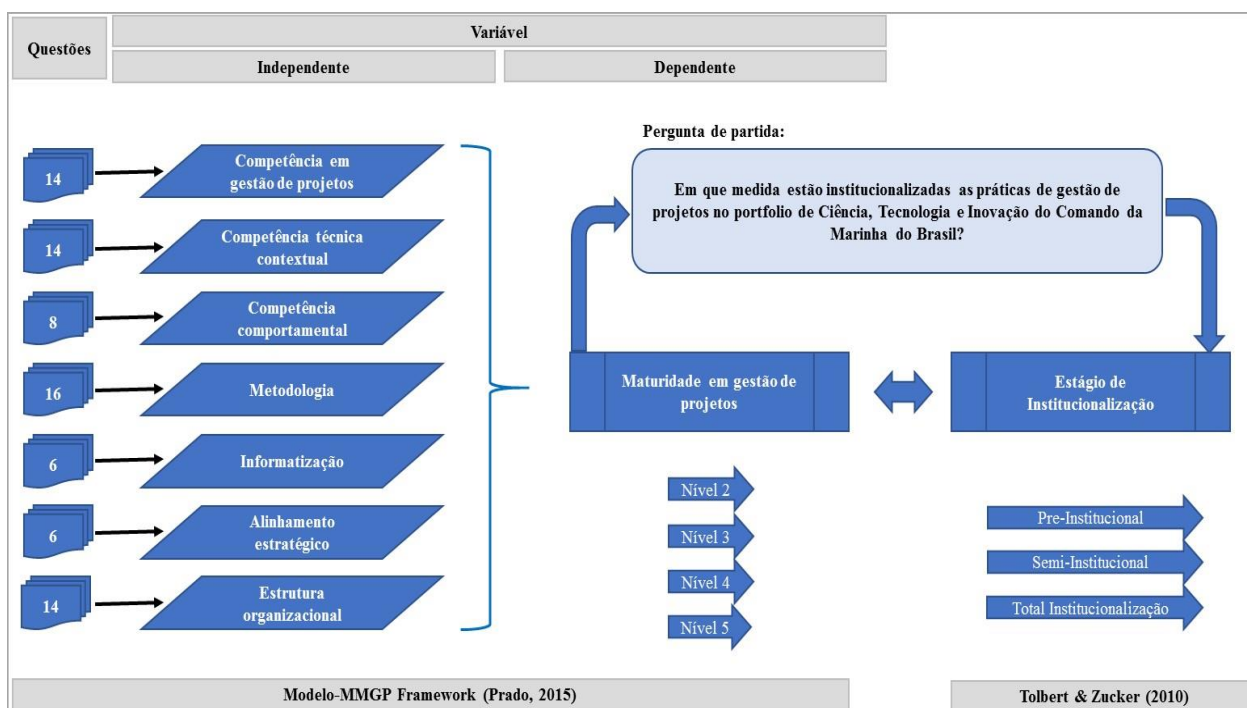 Questões
Variável
Independente
Dependente
14
Competência em
gestão de projetos
14
Competência técnica
contextual
8
Competência
comportamental
16
Metodologia
6
Informatização
6
Alinhamento
estratégico
14
Estrutura
organizacional
Pergunta de partida:
Em que medida estão institucionalizadas as práticas de gestão de
projetos no portfolio de Ciência, Tecnologia e Inovação do Comando da
Marinha do Brasil?
Maturidade em gestão de
projetos
Estágio de
Institucionalização
Nível 2
Nível 3
Nível 4
Nível 5
Pre-Institucional
Semi-Institucional
Total Institucionalização
Modelo-MMGP Framework (Prado, 2015)
Tolbert & Zucker (2010)